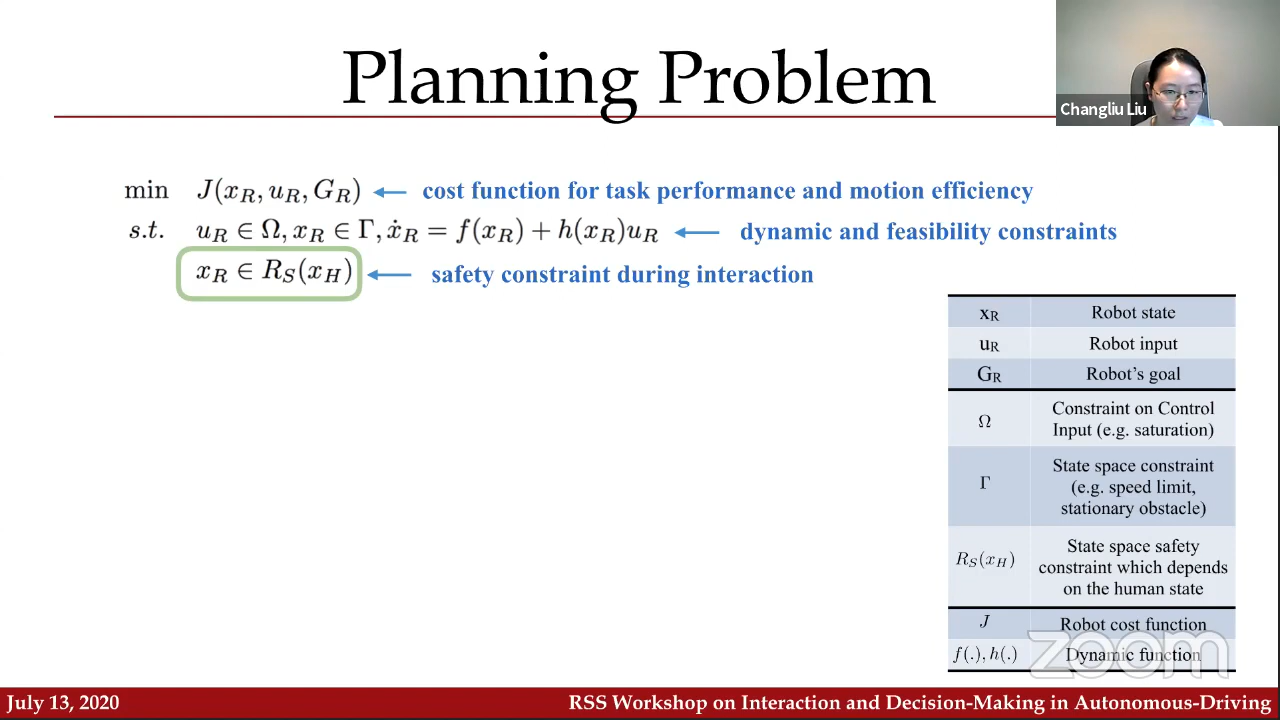 Planning Problem
Changliu Liu
min J(x_R, u_R, G_R) ← cost function for task performance and motion efficiency
s.t. u_R ∈ Ω, x_R ∈ Γ, ẋ_R = f(x_R) + h(x_R)u_R ← dynamic and feasibility constraints
x_R ∈ R_S(x_H) ← safety constraint during interaction
x_R Robot state
u_R Robot input
G_R Robot's goal
Ω Constraint on Control
Input (e.g. saturation)
Γ State space constraint
(e.g. speed limit,
stationary obstacle)
R_S(x_H) State space safety
constraint which depends
on the human state
J Robot cost function
f(.), h(.) Dynamic function
zoom
July 13, 2020 RSS Workshop on Interaction and Decision-Making in Autonomous-Driving